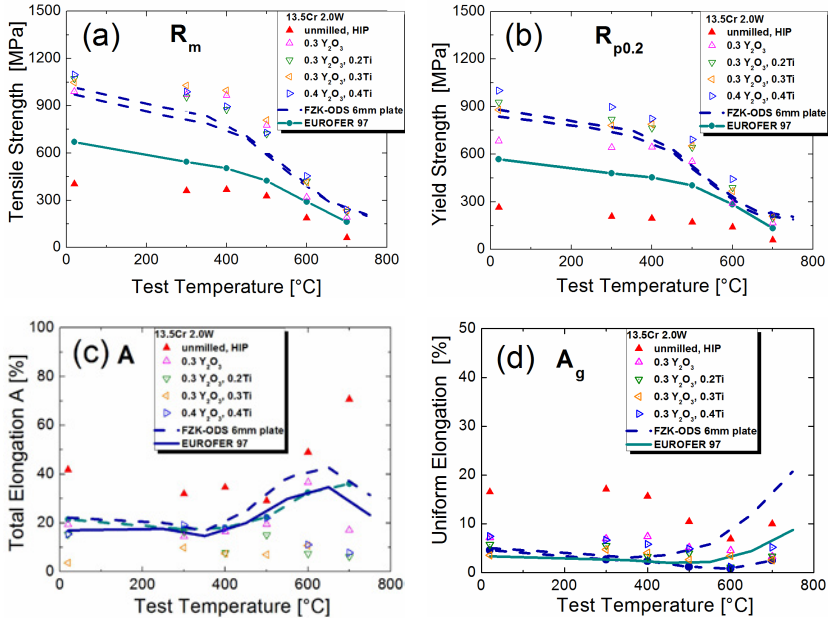 (a)
R_m
13.5Cr 2.0W
unmilled, HIP
0.3 Y₂O₃
0.3 Y₂O₃, 0.2Ti
0.3 Y₂O₃, 0.3Ti
0.4 Y₂O₃, 0.4Ti
FZK-ODS 6mm plate
EUROFER 97
Tensile Strength [MPa]
1500
1200
900
600
300
0
0
200
400
600
800
Test Temperature [°C]
(b)
R_p0.2
13.5Cr 2.0W
unmilled, HIP
0.3 Y₂O₃
0.3 Y₂O₃, 0.2Ti
0.3 Y₂O₃, 0.3Ti
0.4 Y₂O₃, 0.4Ti
FZK-ODS 6mm plate
EUROFER 97
Yield Strength [MPa]
1500
1200
900
600
300
0
0
200
400
600
800
Test Temperature [°C]
(c) A
13.5Cr 2.0W
unmilled, HIP
0.3 Y₂O₃
0.3 Y₂O₃, 0.2Ti
0.3 Y₂O₃, 0.3Ti
0.4 Y₂O₃, 0.4Ti
FZK-ODS 6mm plate
EUROFER 97
Total Elongation A [%]
100
80
60
40
20
0
0
200
400
600
800
Test Temperature [°C]
(d) A_g
13.5Cr 2.0W
unmilled, HIP
0.3 Y₂O₃
0.3 Y₂O₃, 0.2Ti
0.3 Y₂O₃, 0.3Ti
0.3 Y₂O₃, 0.4Ti
FZK-ODS 6mm plate
EUROFER 97
Uniform Elongation [%]
50
40
30
20
10
0
0
200
400
600
800
Test Temperature [°C]